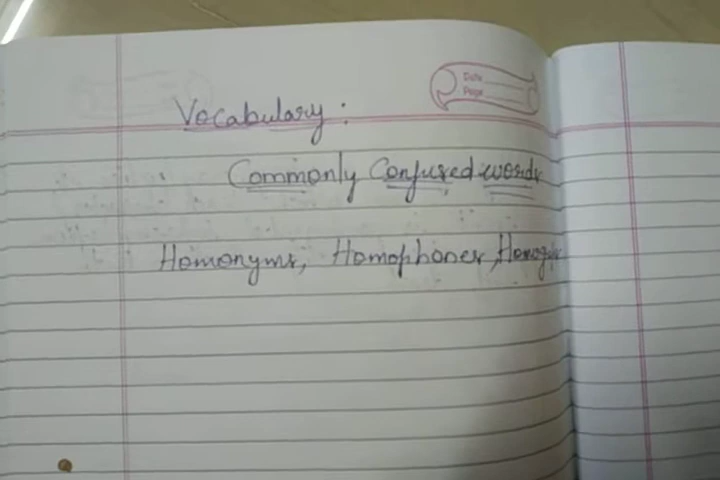 Date
Page
Vocabulary :
Commonly Confused words
Homonyms, Homophones,